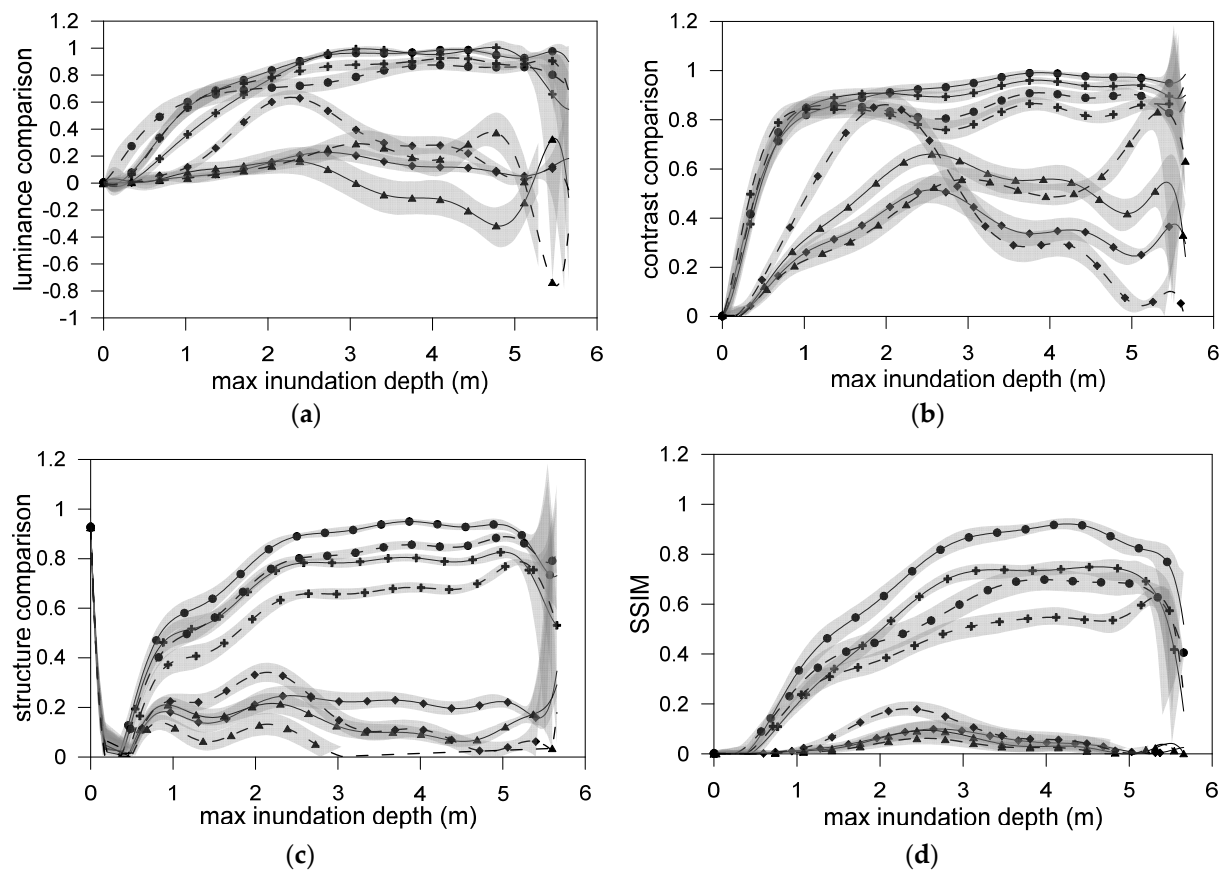 1.2
1
0.8
0.6
0.4
0.2
0
-0.2
-0.4
-0.6
-0.8
-1
luminance comparison
0 1 2 3 4 5 6
max inundation depth (m)
(a)
1.2
1
0.8
0.6
0.4
0.2
0
contrast comparison
0 1 2 3 4 5 6
max inundation depth (m)
(b)
1.2
1
0.8
0.6
0.4
0.2
0
structure comparison
0 1 2 3 4 5 6
max inundation depth (m)
(c)
1.2
1
0.8
0.6
0.4
0.2
0
SSIM
0 1 2 3 4 5 6
max inundation depth (m)
(d)